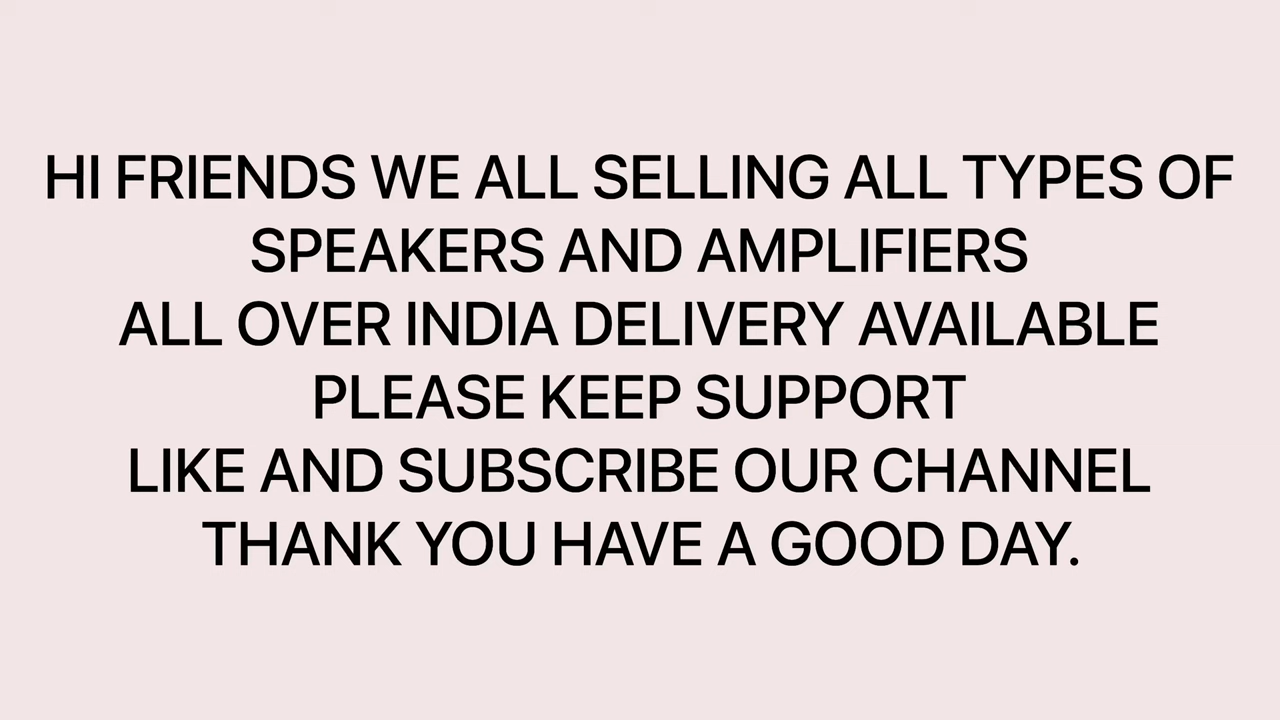 HI FRIENDS WE ALL SELLING ALL TYPES OF
SPEAKERS AND AMPLIFIERS
ALL OVER INDIA DELIVERY AVAILABLE
PLEASE KEEP SUPPORT
LIKE AND SUBSCRIBE OUR CHANNEL
THANK YOU HAVE A GOOD DAY.